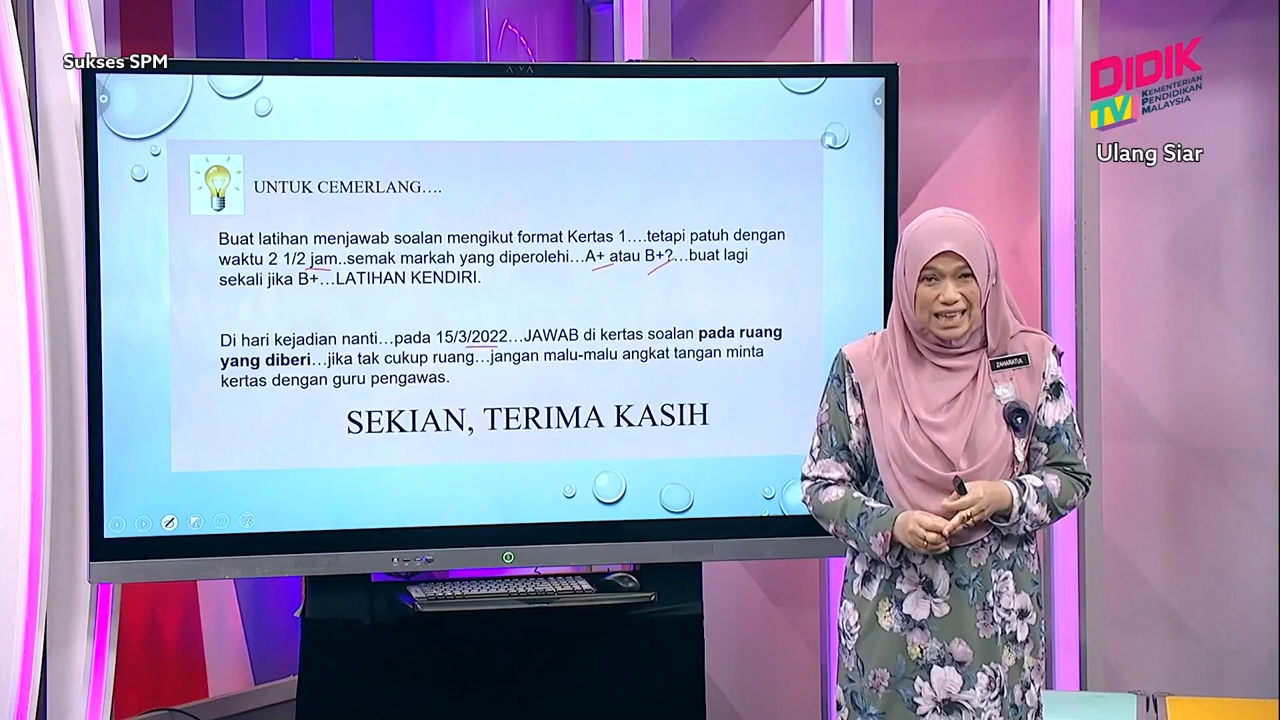 Sukses SPM
DIDIK
TV
KEMENTERIAN
PENDIDIKAN
MALAYSIA
Ulang Siar
UNTUK CEMERLANG....
Buat latihan menjawab soalan mengikut format Kertas 1....tetapi patuh dengan
waktu 2 1/2 jam..semak markah yang diperolehi...A+ atau B+?...buat lagi
sekali jika B+...LATIHAN KENDIRI.
Di hari kejadian nanti...pada 15/3/2022...JAWAB di kertas soalan pada ruang
yang diberi...jika tak cukup ruang...jangan malu-malu angkat tangan minta
kertas dengan guru pengawas.
SEKIAN, TERIMA KASIH
ZAHARATUL